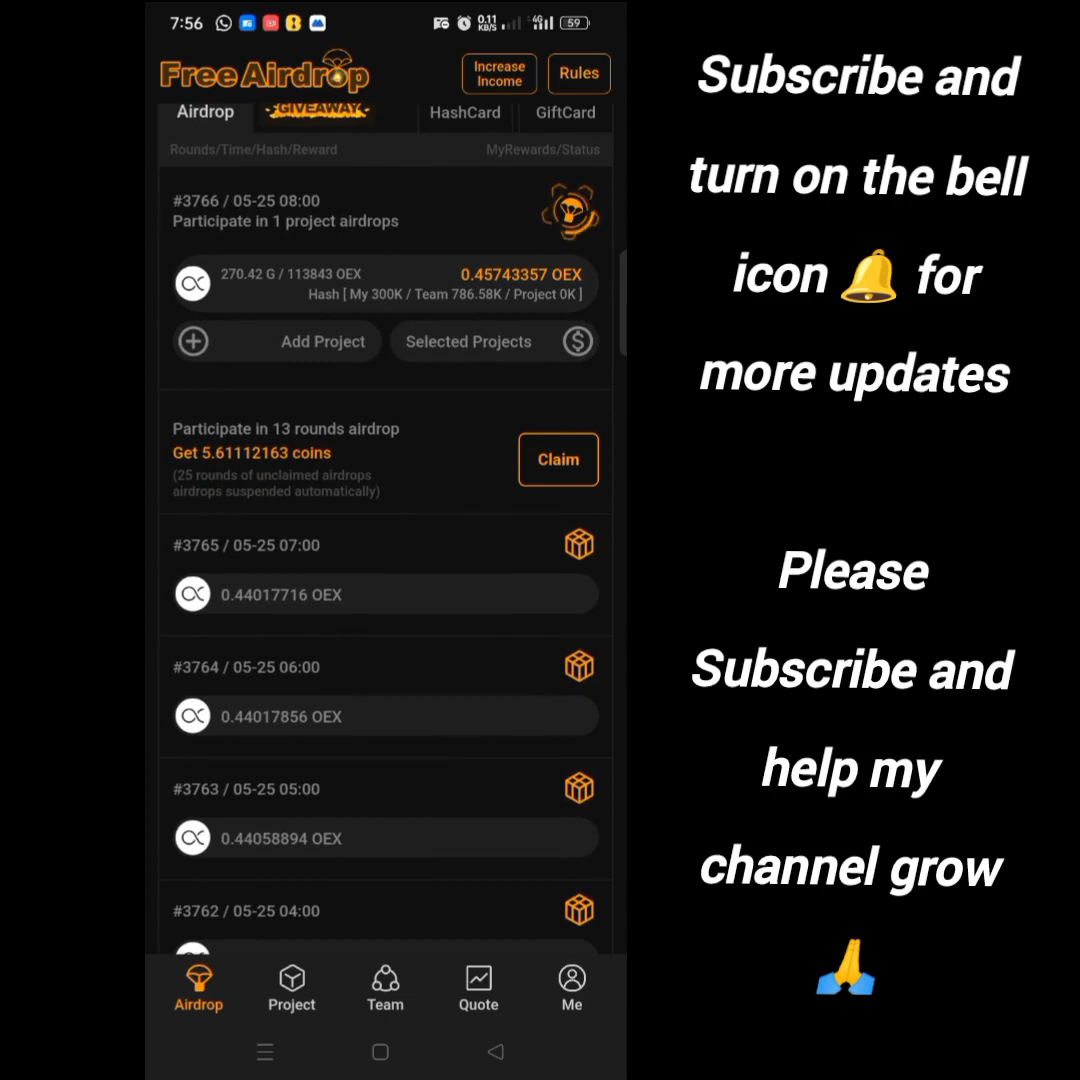 7:56
0.11
KB/S
4G
59
Free Airdrop
Increase
Income
Rules
Airdrop
GIVEAWAY
HashCard
GiftCard
Rounds/Time/Hash/Reward
MyRewards/Status
#3766 / 05-25 08:00
Participate in 1 project airdrops
270.42 G / 113843 OEX
0.45743357 OEX
Hash [ My 300K / Team 786.58K / Project 0K ]
Add Project
Selected Projects
Participate in 13 rounds airdrop
Get 5.61112163 coins
(25 rounds of unclaimed airdrops
airdrops suspended automatically)
Claim
#3765 / 05-25 07:00
0.44017716 OEX
#3764 / 05-25 06:00
0.44017856 OEX
#3763 / 05-25 05:00
0.44058894 OEX
#3762 / 05-25 04:00
Airdrop
Project
Team
Quote
Me
Subscribe and
turn on the bell
icon 🔔 for
more updates
Please
Subscribe and
help my
channel grow
🙏